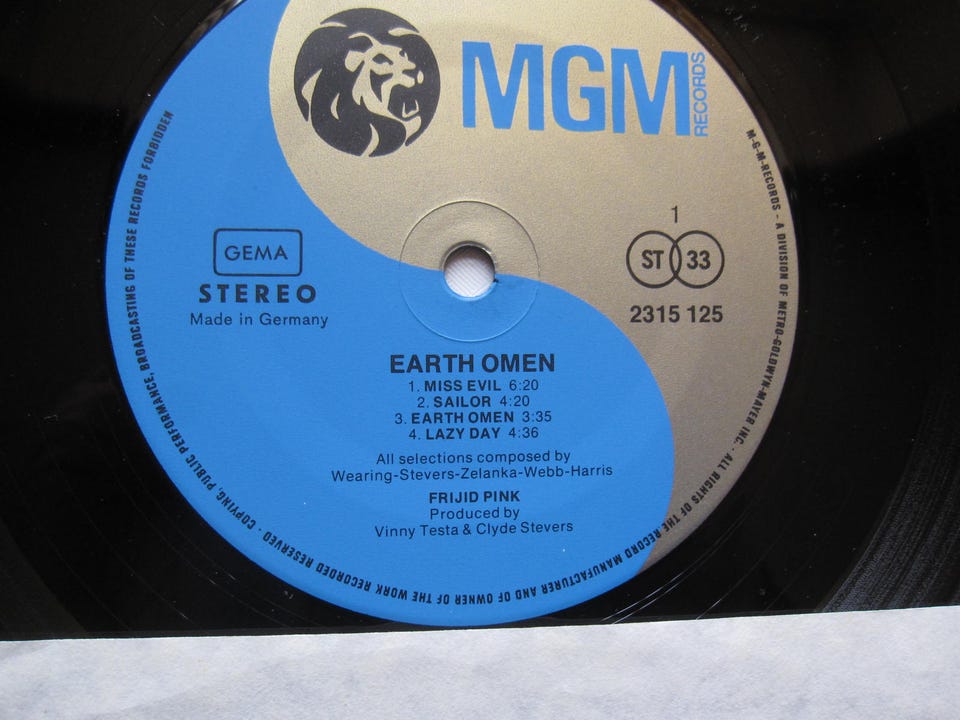 MGM
RECORDS
1
ST 33
2315 125
GEMA
STEREO
Made in Germany
EARTH OMEN
1. MISS EVIL 6:20
2. SAILOR 4:20
3. EARTH OMEN 3:35
4. LAZY DAY 4:36
All selections composed by
Wearing-Stevers-Zelanka-Webb-Harris
FRIJID PINK
Produced by
Vinny Testa & Clyde Stevers
M-G-M-RECORDS - A DIVISION OF METRO-GOLDWYN-MAYER INC. - ALL RIGHTS OF THE RECORD MANUFACTURER AND OF OWNER OF THE WORK RECORDED RESERVED - COPYING, PUBLIC PERFORMANCE, BROADCASTING OF THESE RECORDS FORBIDDEN